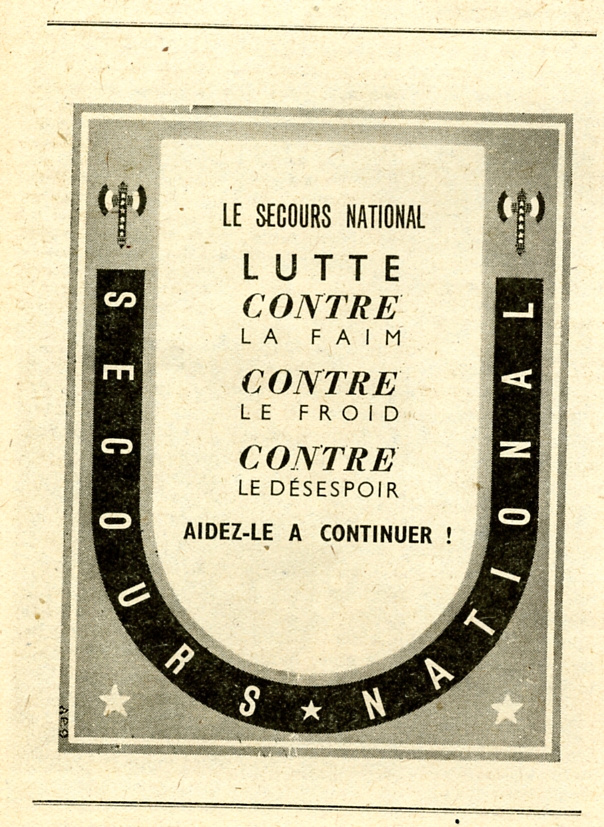 LE SECOURS NATIONAL
LUTTE
CONTRE
LA FAIM
CONTRE
LE FROID
CONTRE
LE DÉSESPOIR
AIDEZ-LE A CONTINUER !
SECOURS NATIONAL